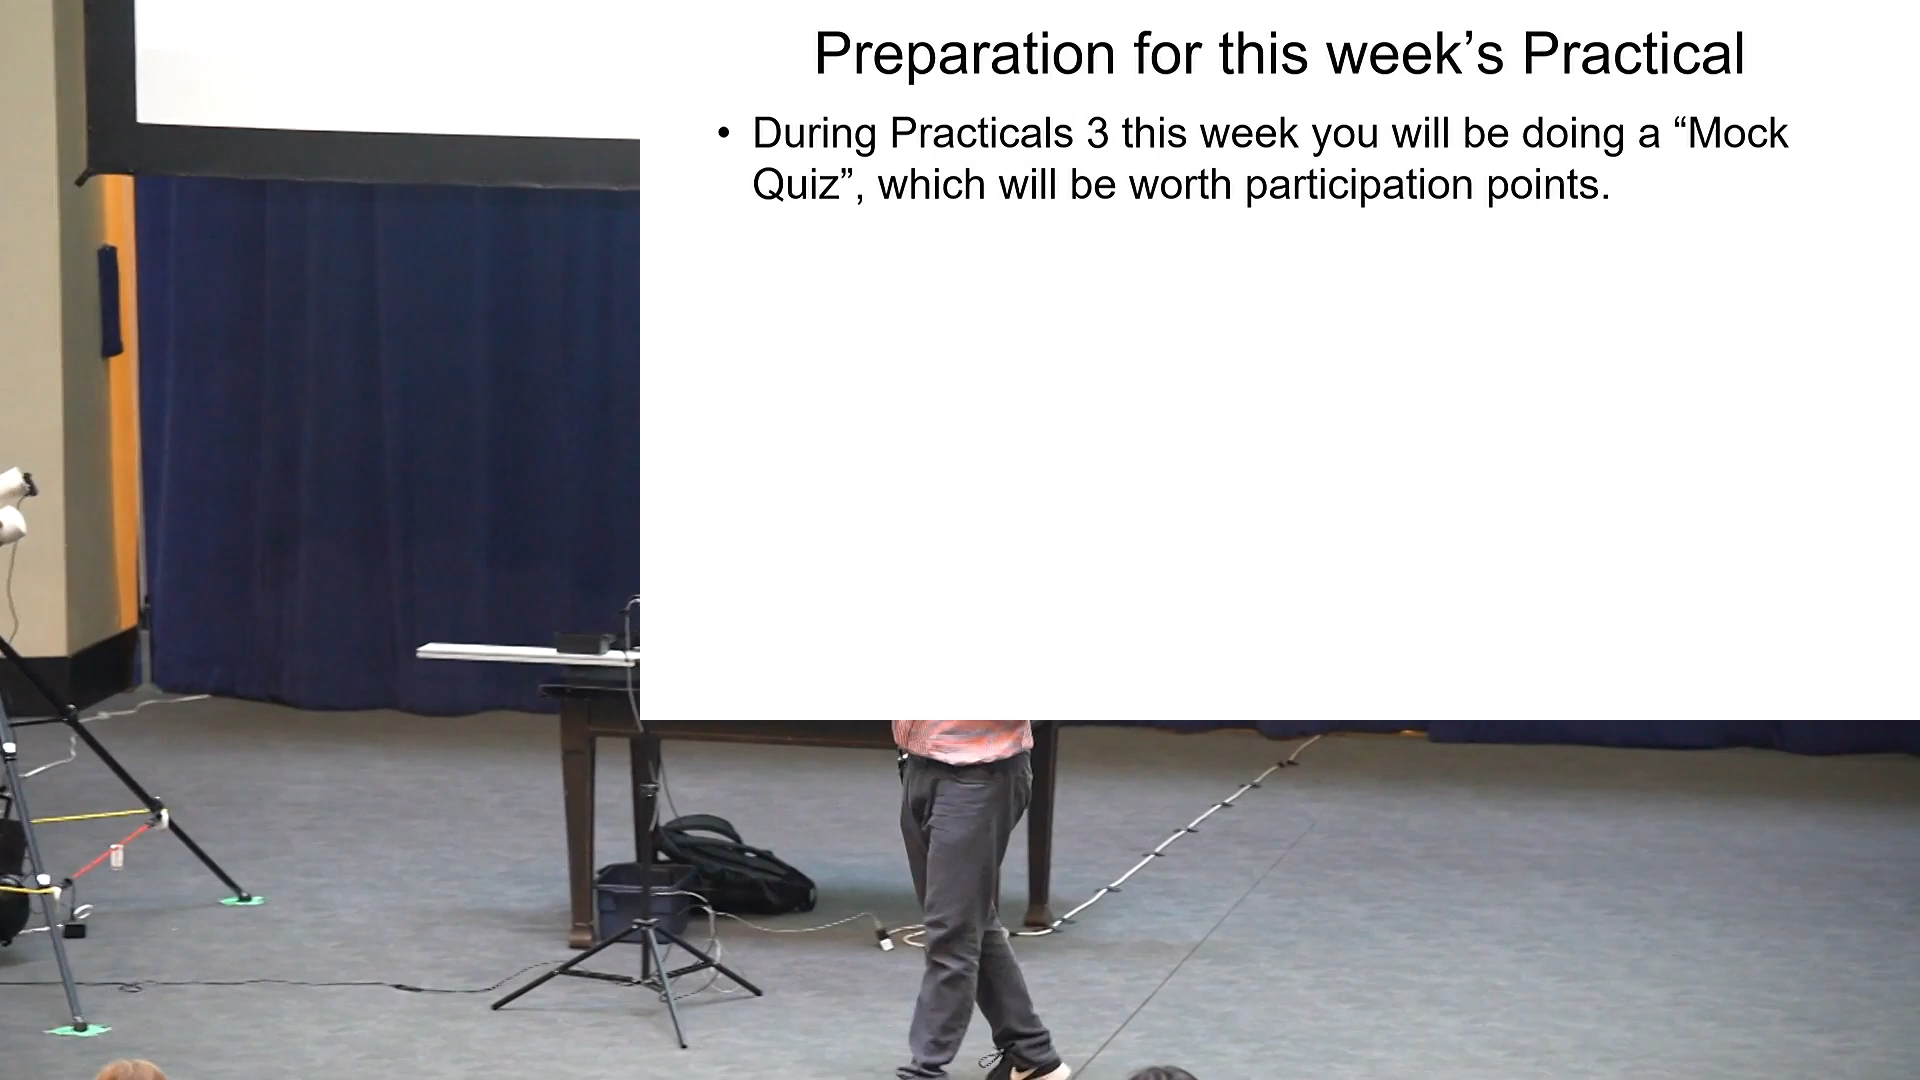 Preparation for this week’s Practical
• During Practicals 3 this week you will be doing a “Mock
Quiz”, which will be worth participation points.